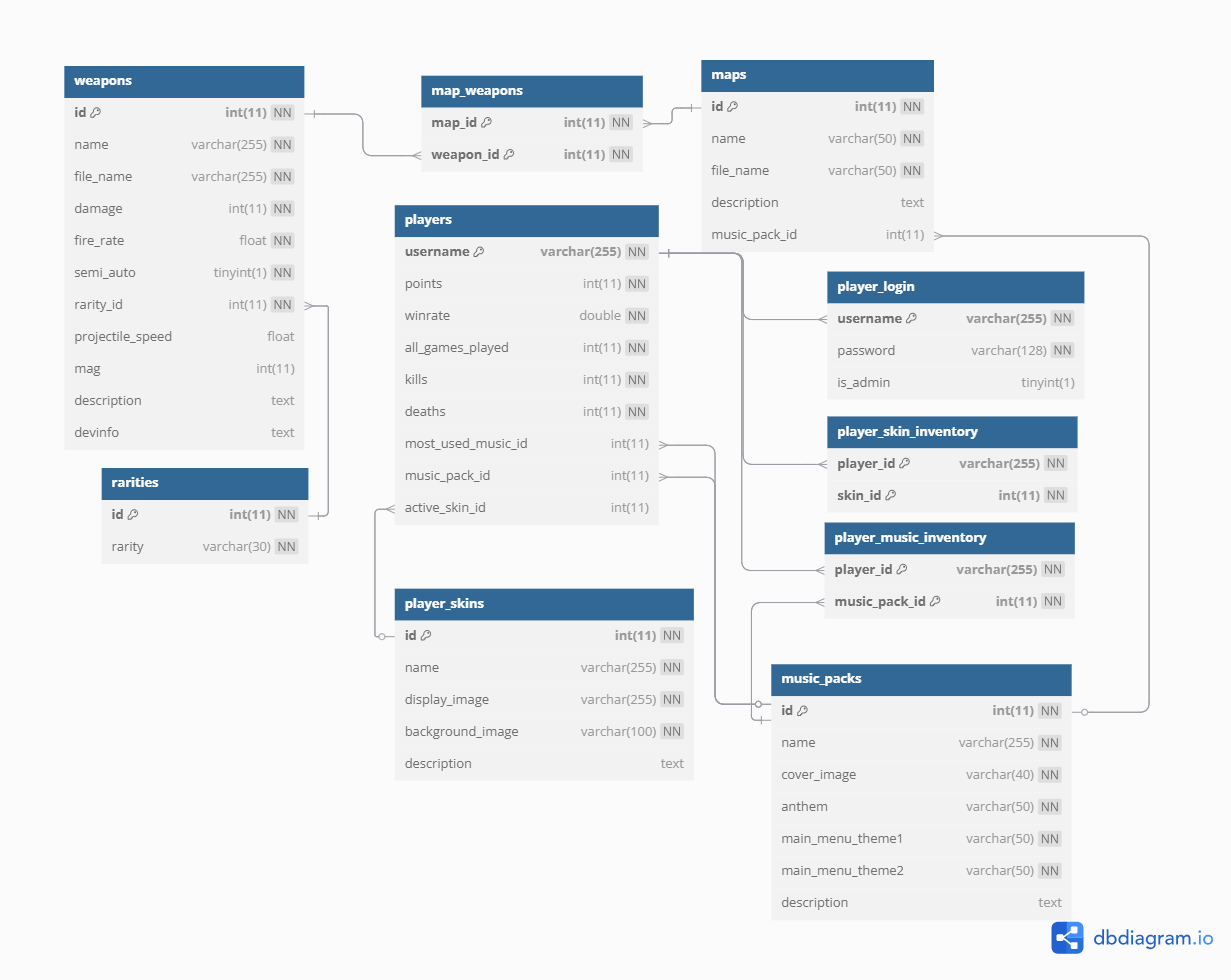 weapons
id int(11) NN
name varchar(255) NN
file_name varchar(255) NN
damage int(11) NN
fire_rate float NN
semi_auto tinyint(1) NN
rarity_id int(11) NN
projectile_speed float
mag int(11)
description text
devinfo text
rarities
id int(11) NN
rarity varchar(30) NN
map_weapons
map_id int(11) NN
weapon_id int(11) NN
players
username varchar(255) NN
points int(11) NN
winrate double NN
all_games_played int(11) NN
kills int(11) NN
deaths int(11) NN
most_used_music_id int(11)
music_pack_id int(11)
active_skin_id int(11)
player_skins
id int(11) NN
name varchar(255) NN
display_image varchar(255) NN
background_image varchar(100) NN
description text
maps
id int(11) NN
name varchar(50) NN
file_name varchar(50) NN
description text
music_pack_id int(11)
player_login
username varchar(255) NN
password varchar(128) NN
is_admin tinyint(1)
player_skin_inventory
player_id varchar(255) NN
skin_id int(11) NN
player_music_inventory
player_id varchar(255) NN
music_pack_id int(11) NN
music_packs
id int(11) NN
name varchar(255) NN
cover_image varchar(40) NN
anthem varchar(50) NN
main_menu_theme1 varchar(50) NN
main_menu_theme2 varchar(50) NN
description text
dbdiagram.io